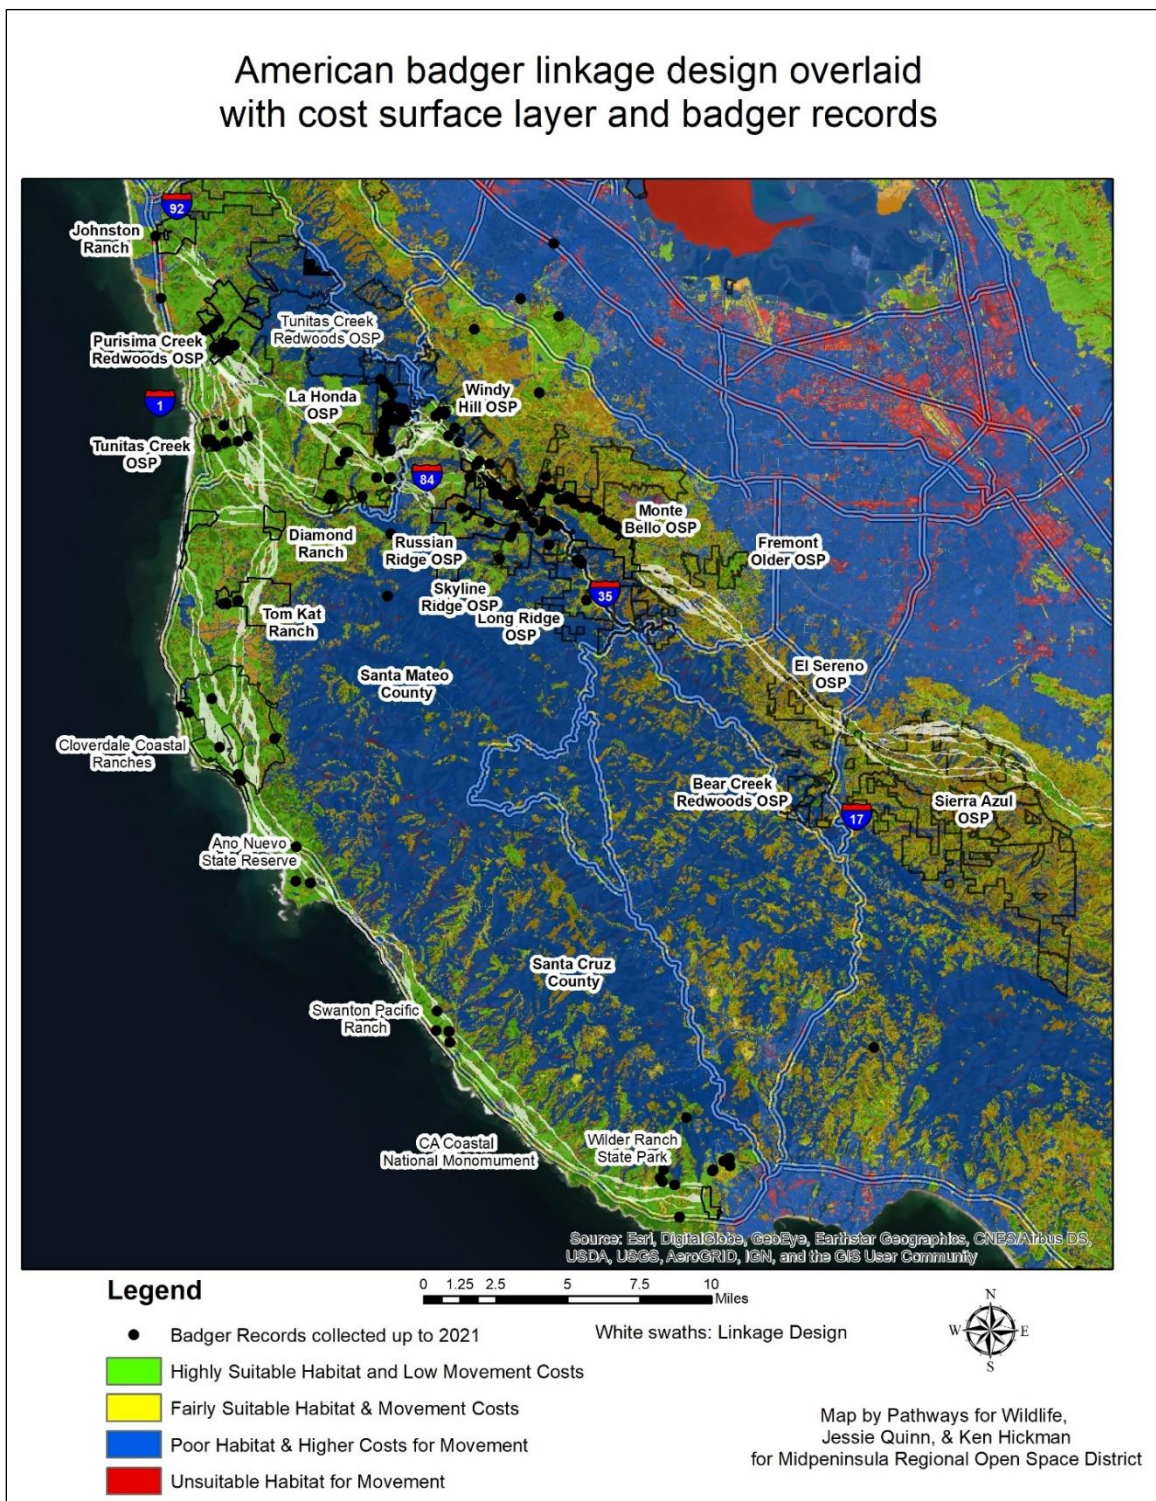 American badger linkage design overlaid
with cost surface layer and badger records
92
Johnston
Ranch
Tunitas Creek
Redwoods OSP
Purisima Creek
Redwoods OSP
La Honda
OSP
Windy
Hill OSP
1
Tunitas Creek
OSP
84
Monte
Bello OSP
Diamond
Ranch
Russian
Ridge OSP
Fremont
Older OSP
Skyline
Ridge OSP
35
Long Ridge
OSP
Tom Kat
Ranch
Santa Mateo
County
El Sereno
OSP
Cloverdale Coastal
Ranches
Bear Creek
Redwoods OSP
Sierra Azul
OSP
17
Ano Nuevo
State Reserve
Santa Cruz
County
Swanton Pacific
Ranch
CA Coastal
National Monomument
Wilder Ranch
State Park
Source: Esri, DigitalGlobe, GeoEye, Earthstar Geographics, CNES/Airbus DS,
USDA, USGS, AeroGRID, IGN, and the GIS User Community
Legend
0 1.25 2.5 5 7.5 10
Miles
Badger Records collected up to 2021
White swaths: Linkage Design
N
W E
S
Highly Suitable Habitat and Low Movement Costs
Fairly Suitable Habitat & Movement Costs
Poor Habitat & Higher Costs for Movement
Unsuitable Habitat for Movement
Map by Pathways for Wildlife,
Jessie Quinn, & Ken Hickman
for Midpeninsula Regional Open Space District